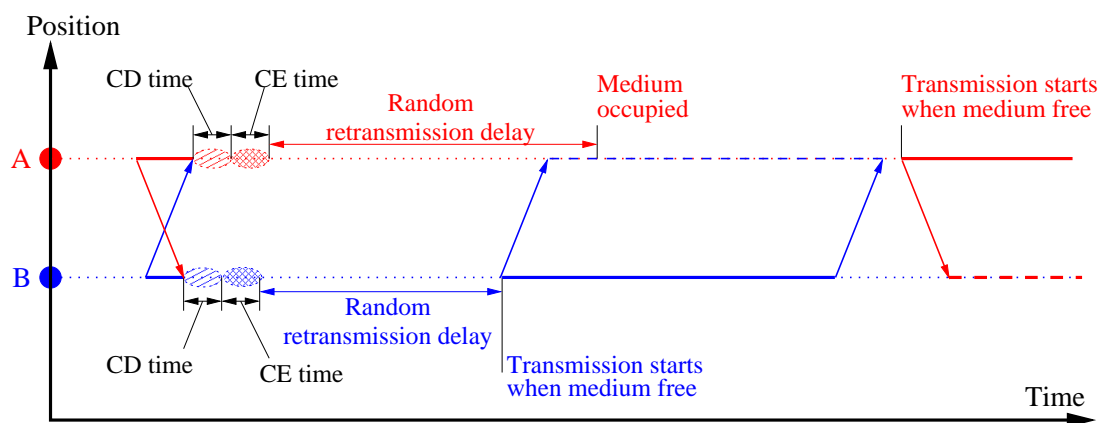 Position
CD time
CE time
Random
retransmission delay
Medium
occupied
Transmission starts
when medium free
A
B
CD time
CE time
Random
retransmission delay
Transmission starts
when medium free
Time